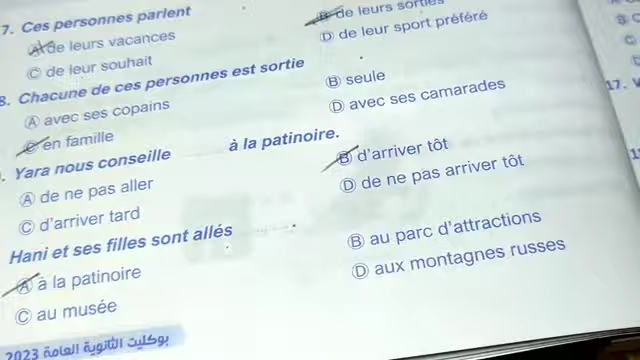 7. Ces personnes parlent
Ⓐ de leurs vacances
Ⓑ de leurs sorties
Ⓒ de leur souhait
Ⓓ de leur sport préféré
8. Chacune de ces personnes est sortie
Ⓐ avec ses copains
Ⓑ seule
Ⓒ en famille
Ⓓ avec ses camarades
. Yara nous conseille à la patinoire.
Ⓐ de ne pas aller
Ⓑ d'arriver tôt
Ⓒ d'arriver tard
Ⓓ de ne pas arriver tôt
Hani et ses filles sont allés
Ⓐ à la patinoire
Ⓑ au parc d'attractions
Ⓒ au musée
Ⓓ aux montagnes russes
بوكليت الثانوية العامة 2023
17.